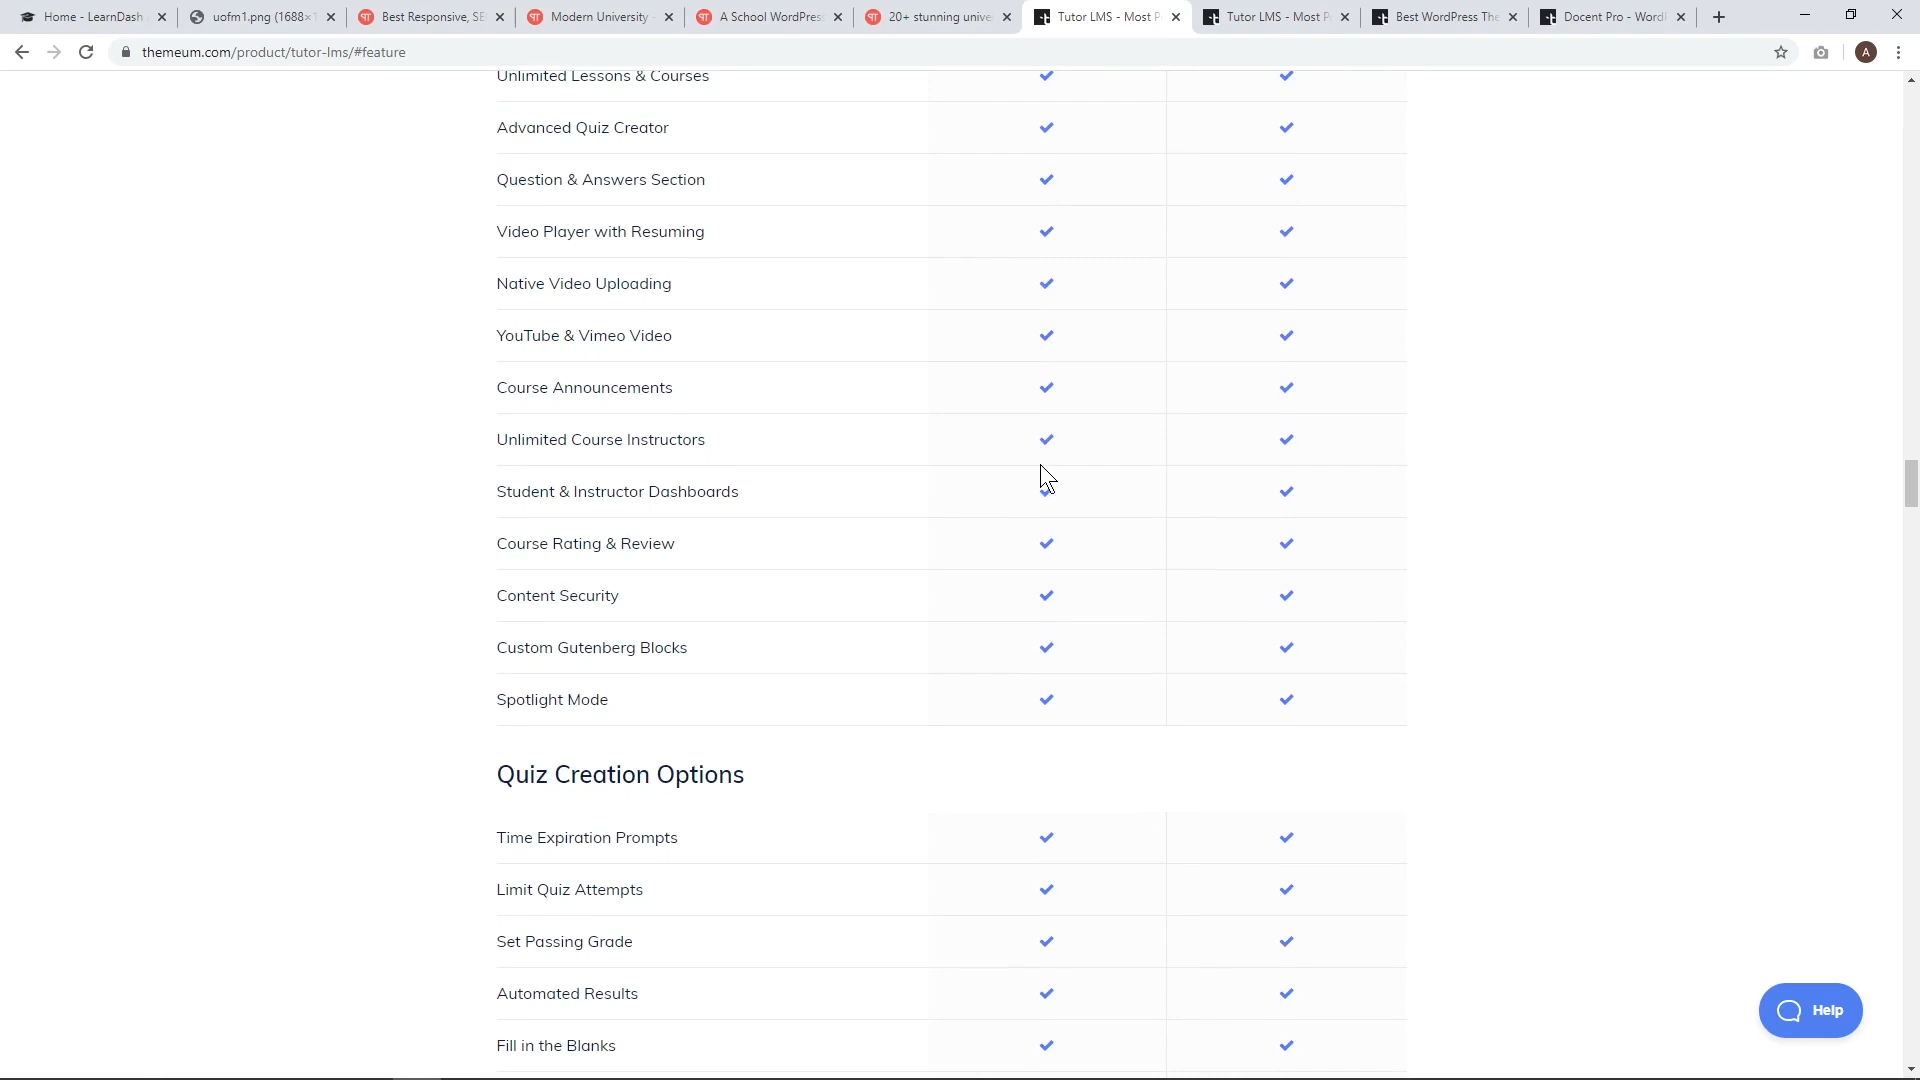 Home - LearnDash
uofm1.png (1688×1
Best Responsive, SE
Modern University -
A School WordPress
20+ stunning univer
Tutor LMS - Most P
Tutor LMS - Most P
Best WordPress The
Docent Pro - WordP
themeum.com/product/tutor-lms/#feature
A
Unlimited Lessons & Courses
Advanced Quiz Creator
Question & Answers Section
Video Player with Resuming
Native Video Uploading
YouTube & Vimeo Video
Course Announcements
Unlimited Course Instructors
Student & Instructor Dashboards
Course Rating & Review
Content Security
Custom Gutenberg Blocks
Spotlight Mode
Quiz Creation Options
Time Expiration Prompts
Limit Quiz Attempts
Set Passing Grade
Automated Results
Fill in the Blanks
Help